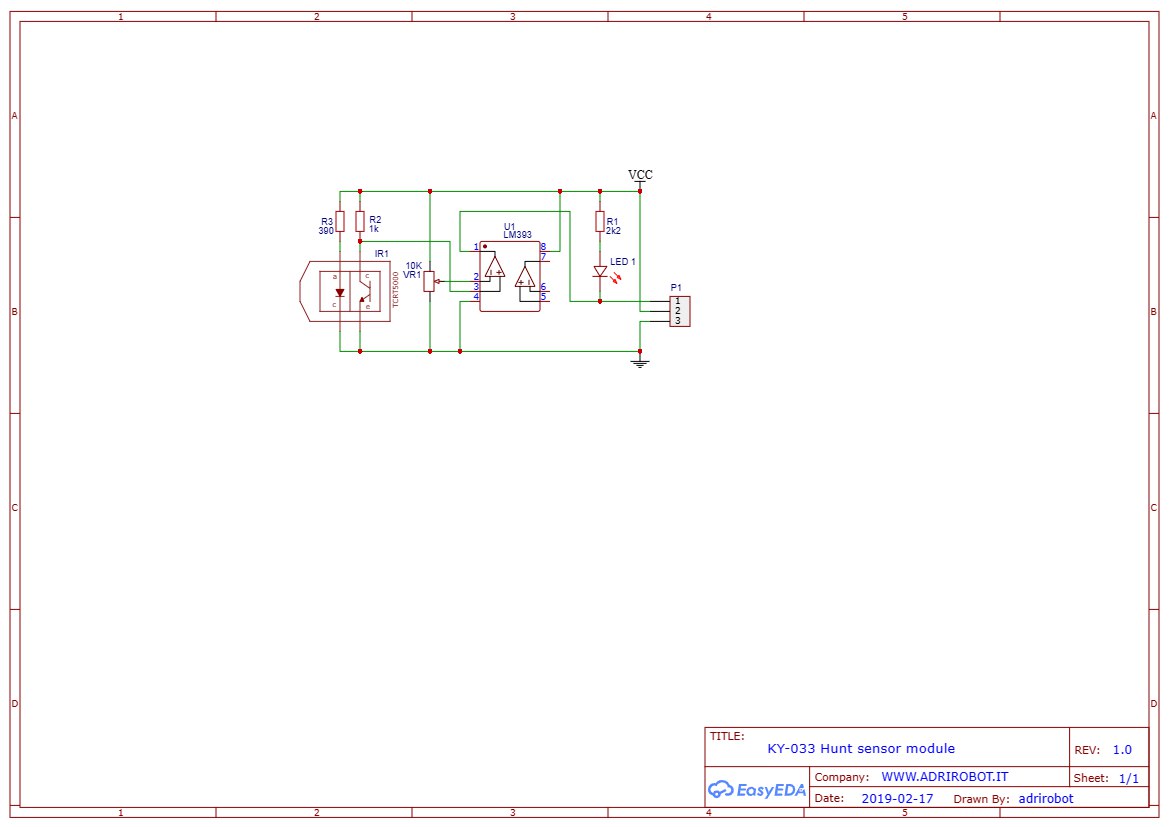 1 2 3 4 5
A A
VCC
R3 390
R2 1k
U1
LM393
R1
2k2
1 8
7
IR1
10K
VR1
LED 1
a c
TCRT5000
2
3 6
4 5
c e
P1
1
2
3
B B
C C
D D
TITLE:
KY-033 Hunt sensor module
REV: 1.0
EasyEDA
Company: WWW.ADRIROBOT.IT
Sheet: 1/1
Date: 2019-02-17 Drawn By: adrirobot
1 2 3 4 5